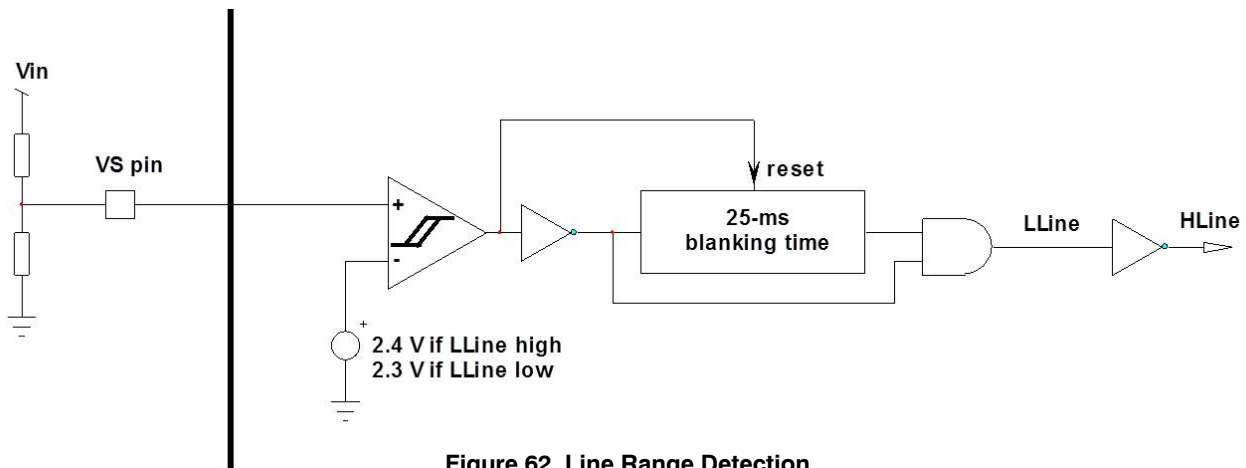 Vin
VS pin
+
-
+
2.4 V if LLine high
2.3 V if LLine low
reset
25-ms
blanking time
LLine
HLine
Figure 62. Line Range Detection